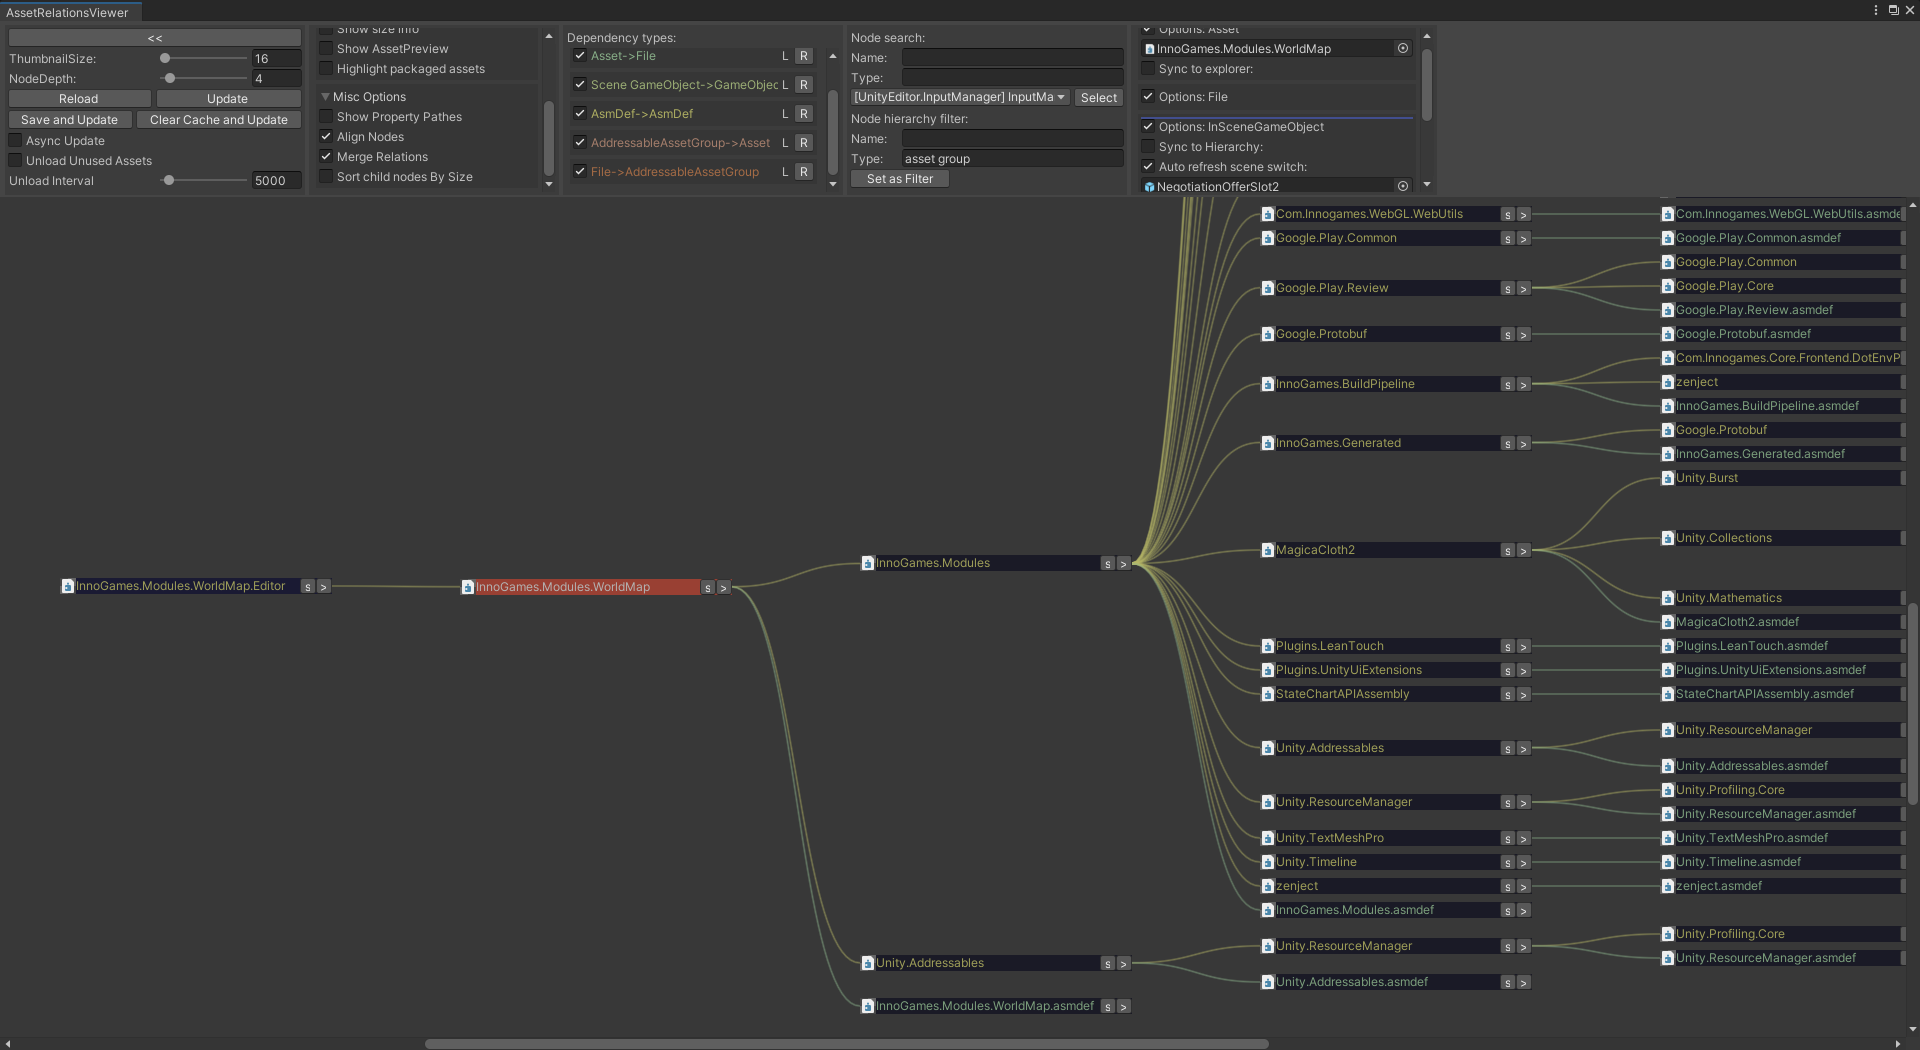 AssetRelationsViewer
<<
ThumbnailSize: 16
NodeDepth: 4
Reload Update
Save and Update Clear Cache and Update
Async Update
Unload Unused Assets
Unload Interval 5000
Show size info
Show AssetPreview
Highlight packaged assets
Misc Options
Show Property Pathes
Align Nodes
Merge Relations
Sort child nodes By Size
Dependency types:
Asset->File L R
Scene GameObject->GameObjec L R
AsmDef->AsmDef L R
AddressableAssetGroup->Asset L R
File->AddressableAssetGroup L R
Node search:
Name:
Type:
[UnityEditor.InputManager] InputMa Select
Node hierarchy filter:
Name:
Type: asset group
Set as Filter
Options: Asset
InnoGames.Modules.WorldMap
Sync to explorer:
Options: File
Options: InSceneGameObject
Sync to Hierarchy:
Auto refresh scene switch:
NegotiationOfferSlot2
InnoGames.Modules.WorldMap.Editor s >
InnoGames.Modules.WorldMap s >
InnoGames.Modules s >
Unity.Addressables s >
InnoGames.Modules.WorldMap.asmdef s >
Com.Innogames.WebGL.WebUtils s >
Google.Play.Common s >
Google.Play.Review s >
Google.Protobuf s >
InnoGames.BuildPipeline s >
InnoGames.Generated s >
MagicaCloth2 s >
Plugins.LeanTouch s >
Plugins.UnityUiExtensions s >
StateChartAPIAssembly s >
Unity.Addressables s >
Unity.ResourceManager s >
Unity.TextMeshPro s >
Unity.Timeline s >
zenject s >
InnoGames.Modules.asmdef s >
Unity.ResourceManager s >
Unity.Addressables.asmdef s >
Com.Innogames.WebGL.WebUtils.asmde
Google.Play.Common.asmdef
Google.Play.Common
Google.Play.Core
Google.Play.Review.asmdef
Google.Protobuf.asmdef
Com.Innogames.Core.Frontend.DotEnvP
zenject
InnoGames.BuildPipeline.asmdef
Google.Protobuf
InnoGames.Generated.asmdef
Unity.Burst
Unity.Collections
Unity.Mathematics
MagicaCloth2.asmdef
Plugins.LeanTouch.asmdef
Plugins.UnityUiExtensions.asmdef
StateChartAPIAssembly.asmdef
Unity.ResourceManager
Unity.Addressables.asmdef
Unity.Profiling.Core
Unity.ResourceManager.asmdef
Unity.TextMeshPro.asmdef
Unity.Timeline.asmdef
zenject.asmdef
Unity.Profiling.Core
Unity.ResourceManager.asmdef